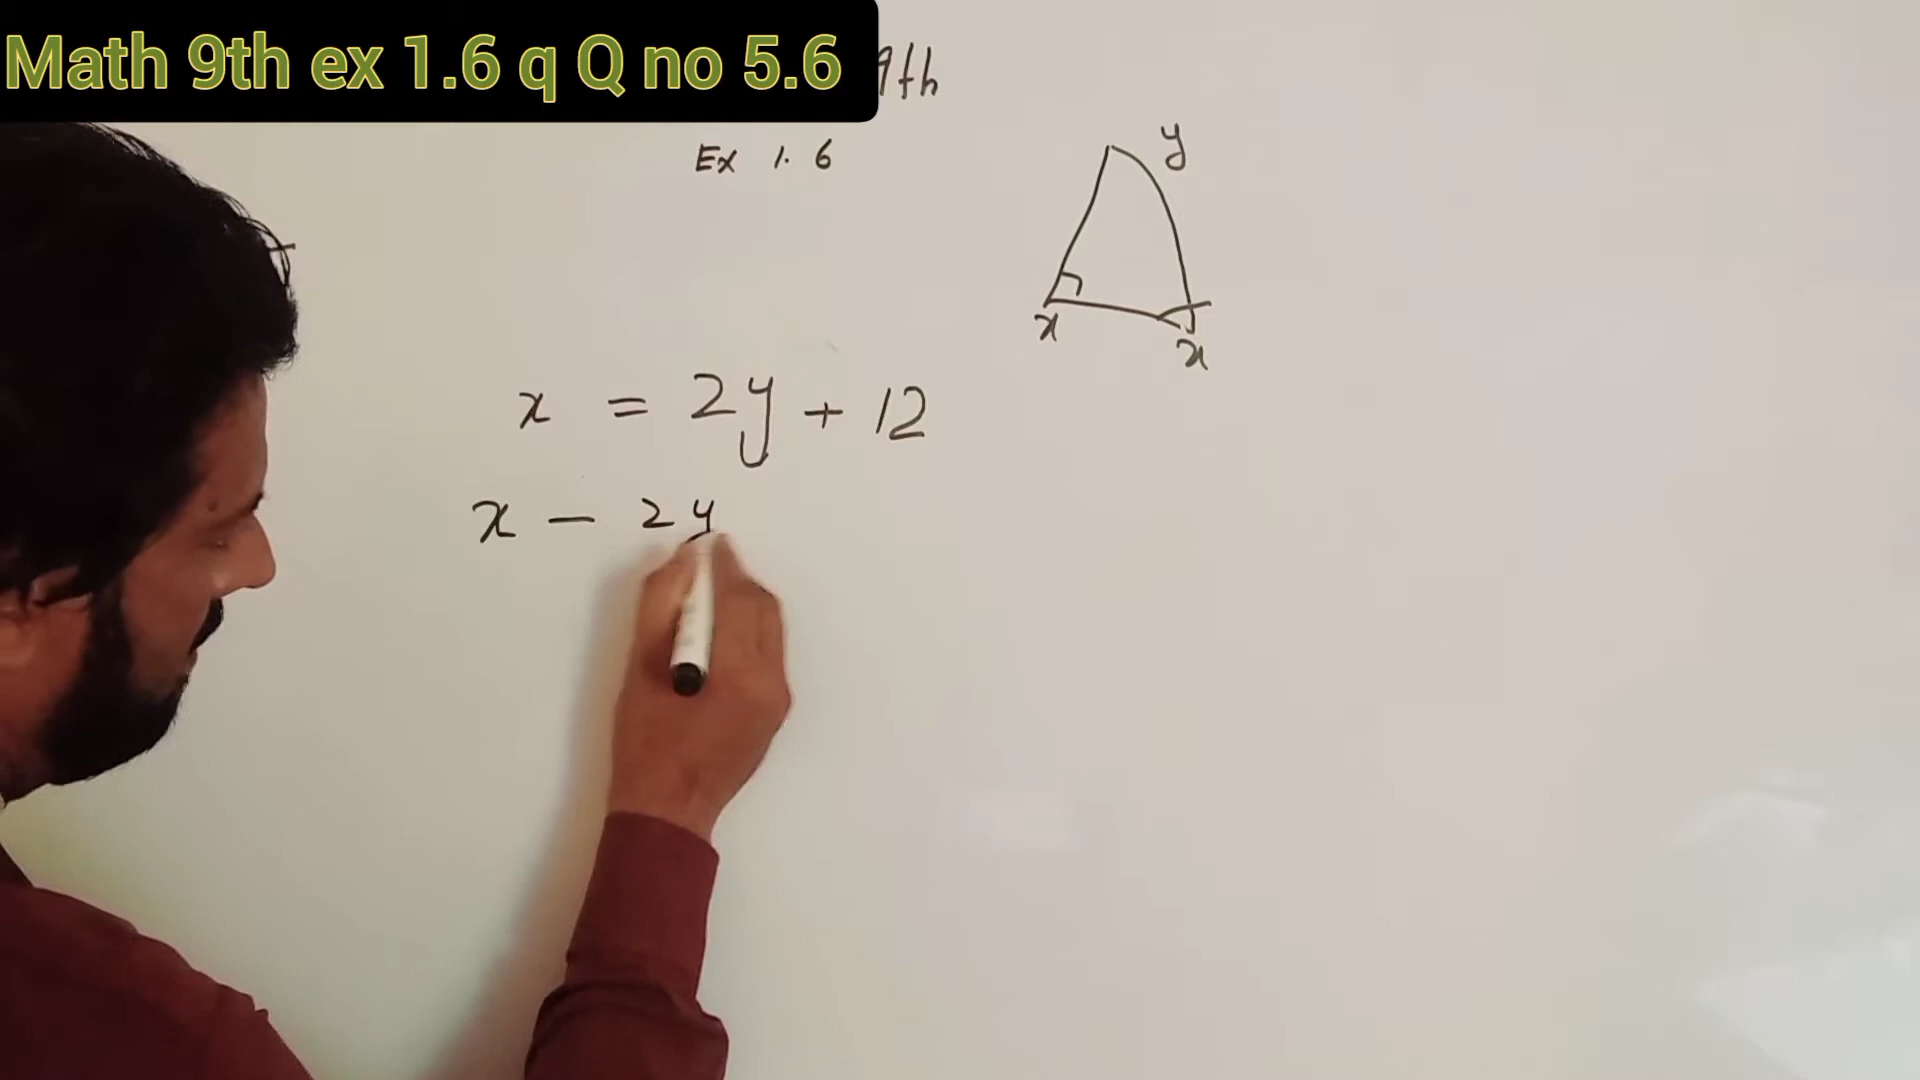 Math 9th ex 1.6 q Q no 5.6
9th
Ex 1.6
y
x
x
x = 2y + 12
x - 2y